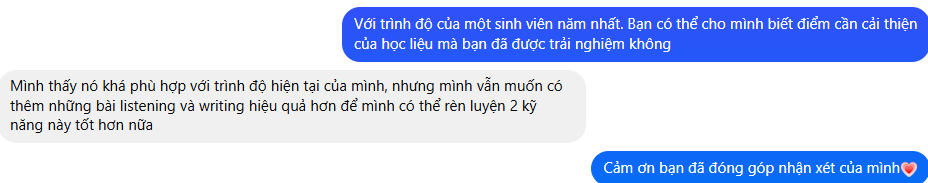 Với trình độ của một sinh viên năm nhất. Bạn có thể cho mình biết điểm cần cải thiện
của học liệu mà bạn đã được trải nghiệm không
Mình thấy nó khá phù hợp với trình độ hiện tại của mình, nhưng mình vẫn muốn có
thêm những bài listening và writing hiệu quả hơn để mình có thể rèn luyện 2 kỹ
năng này tốt hơn nữa
Cảm ơn bạn đã đóng góp nhận xét của mình💓